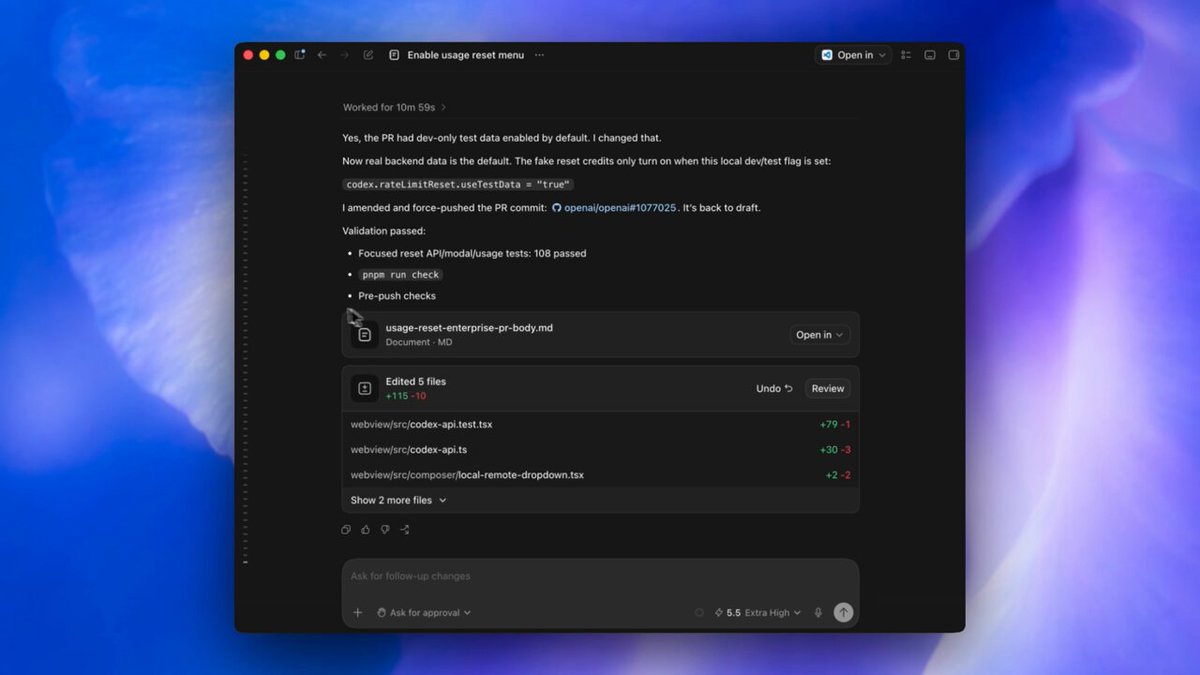 Enable usage reset menu ···
Open in
Worked for 10m 59s >
Yes, the PR had dev-only test data enabled by default. I changed that.
Now real backend data is the default. The fake reset credits only turn on when this local dev/test flag is set:
codex.rateLimitReset.useTestData = "true"
I amended and force-pushed the PR commit: openai/openai#1077025. It's back to draft.
Validation passed:
• Focused reset API/modal/usage tests: 108 passed
• pnpm run check
• Pre-push checks
usage-reset-enterprise-pr-body.md
Document · MD
Open in
Edited 5 files
+115 -10
Undo
Review
webview/src/codex-api.test.tsx +79 -1
webview/src/codex-api.ts +30 -3
webview/src/composer/local-remote-dropdown.tsx +2 -2
Show 2 more files
Ask for follow-up changes
Ask for approval
5.5 Extra High